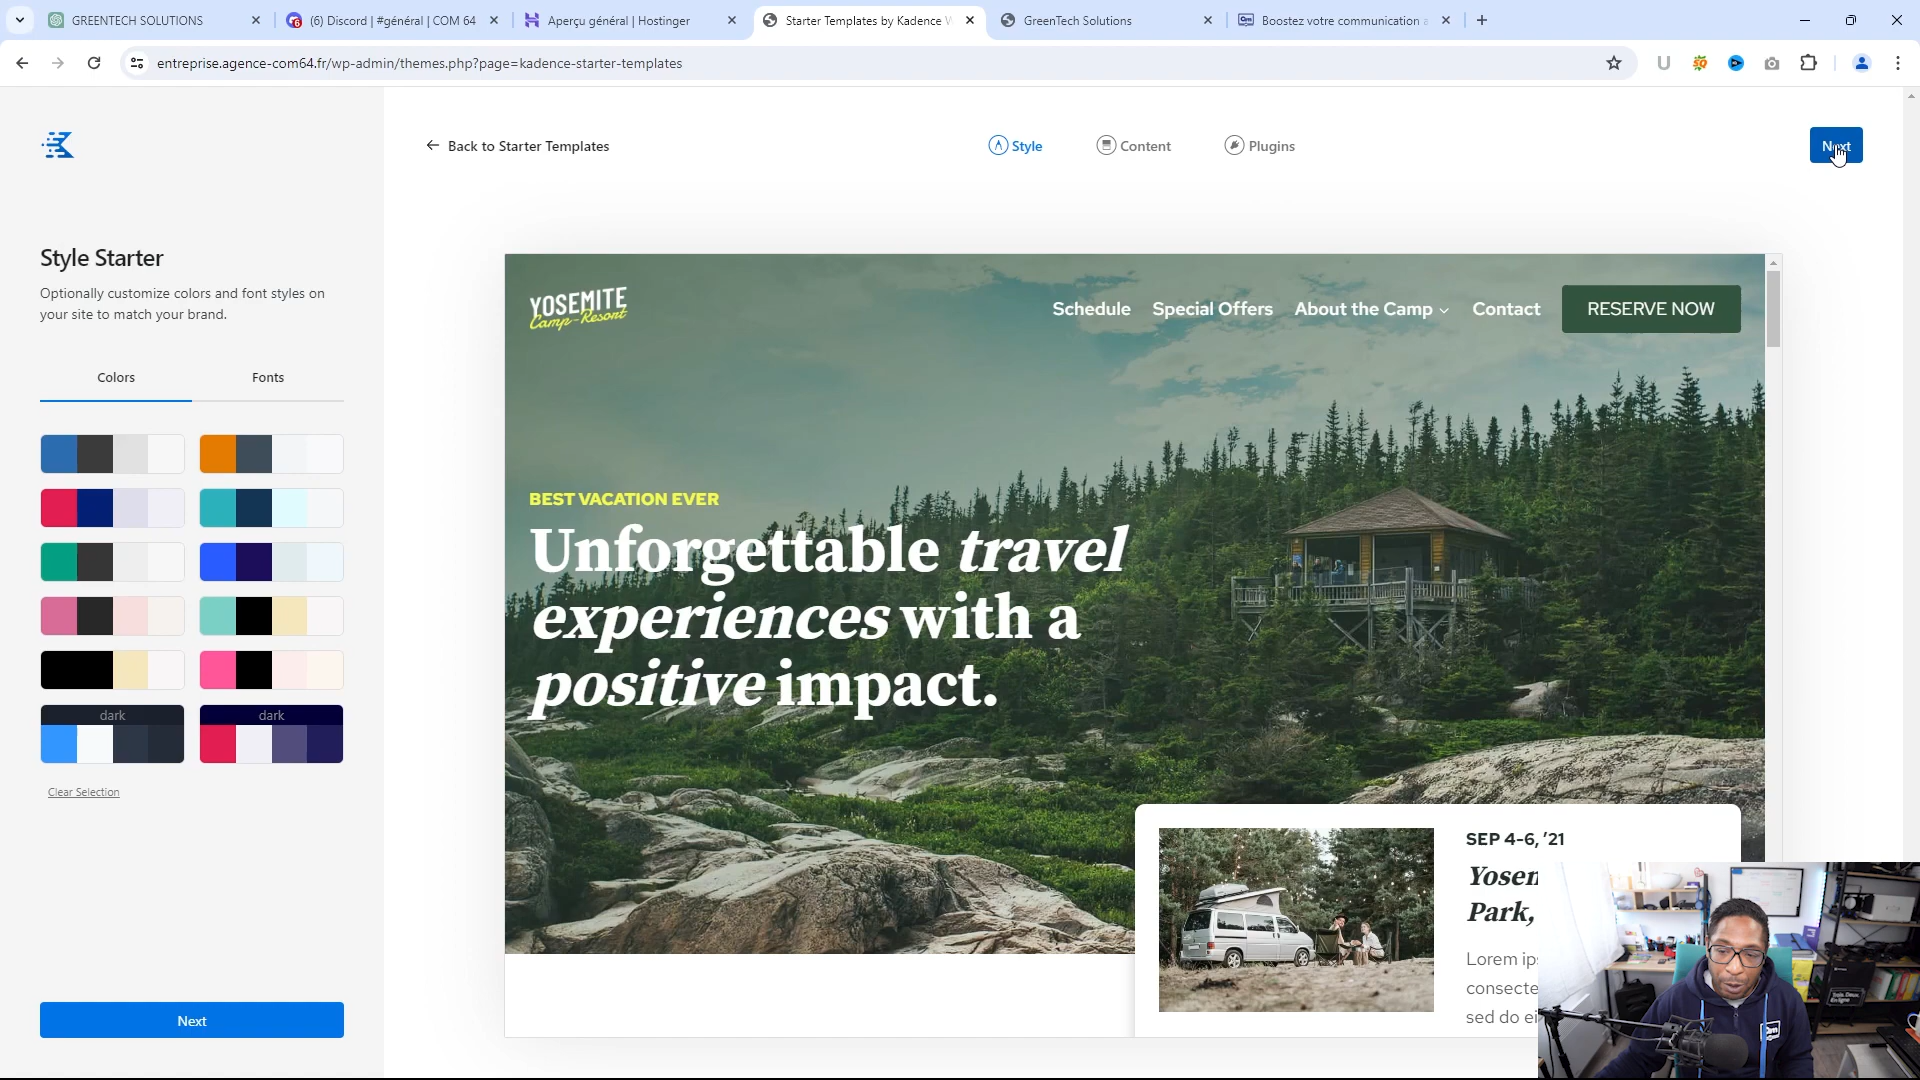 GREENTECH SOLUTIONS
(6) Discord | #général | COM 64
Aperçu général | Hostinger
Starter Templates by Kadence W
GreenTech Solutions
Boostez votre communication a
entreprise.agence-com64.fr/wp-admin/themes.php?page=kadence-starter-templates
Back to Starter Templates
Style
Content
Plugins
Next
Style Starter
Optionally customize colors and font styles on
your site to match your brand.
Colors
Fonts
dark
dark
Clear Selection
Next
YOSEMITE
Camp-Resort
Schedule
Special Offers
About the Camp
Contact
RESERVE NOW
BEST VACATION EVER
Unforgettable travel
experiences with a
positive impact.
SEP 4-6, '21
Yosen
Park,
Lorem ip
consecte
sed do ei